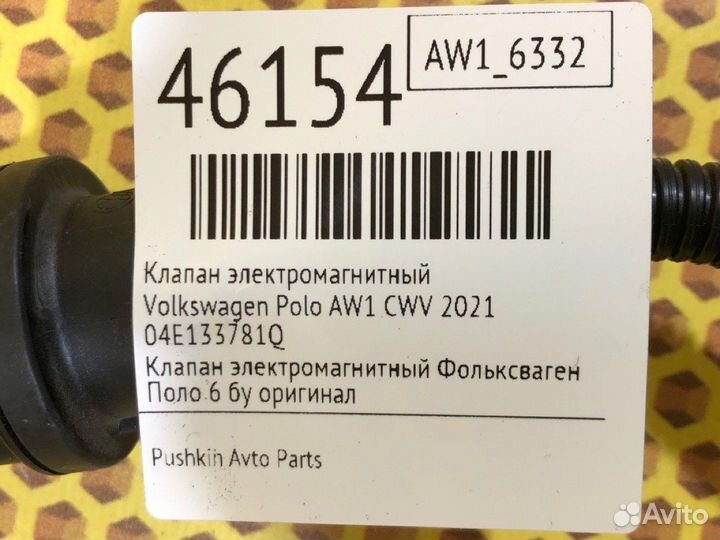 46154
AW1_6332
Клапан электромагнитный
Volkswagen Polo AW1 CWV 2021
04E133781Q
Клапан электромагнитный Фольксваген
Поло 6 бу оригинал
Pushkin Avto Parts
Avito